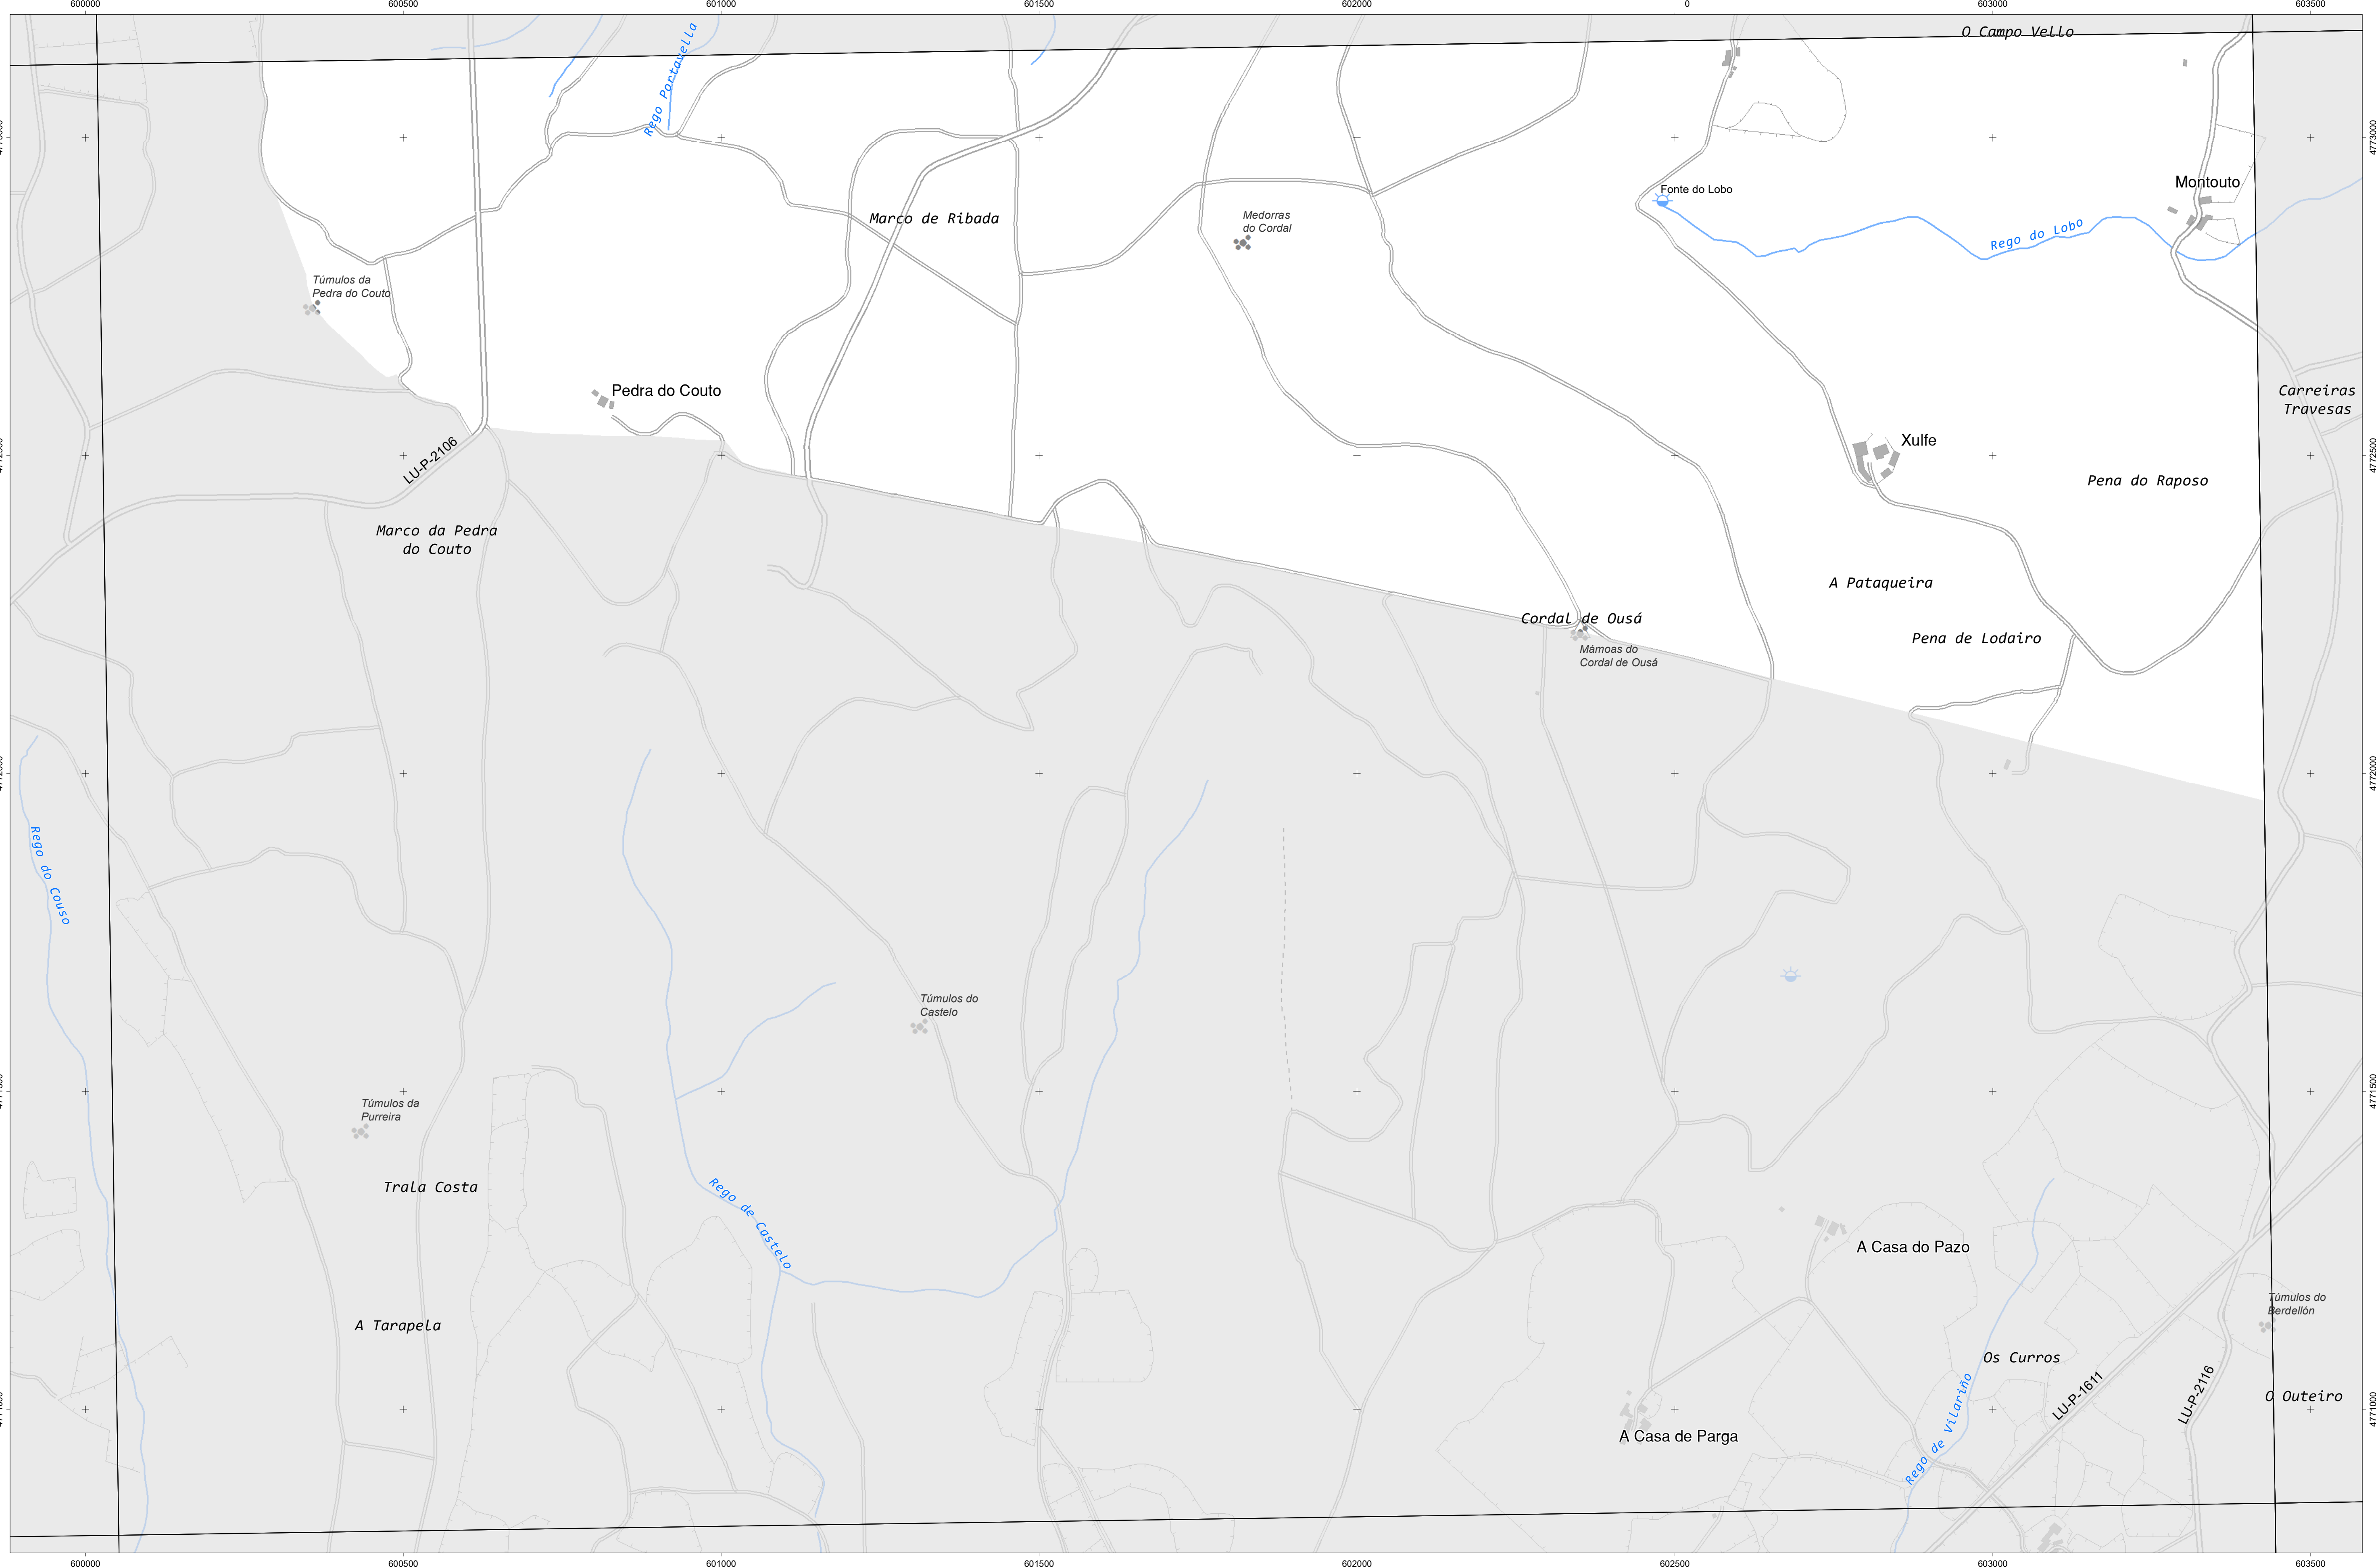 600000
600500
601000
601500
602000
0
603000
603500
O Campo Vello
Rego Portavella
4773000
Montouto
Fonte do Lobo
Marco de Ribada
Medorras
do Cordal
Rego do Lobo
Túmulos da
Pedra do Couto
Pedra do Couto
Carreiras
Travesas
Xulfe
LU-P-2106
4772500
Pena do Raposo
Marco da Pedra
do Couto
A Pataqueira
Cordal de Ousá
Pena de Lodairo
Mámoas do
Cordal de Ousá
4772000
Rego do Couso
Túmulos do
Castelo
4771500
Túmulos da
Purreira
Trala Costa
Rego de Castelo
A Casa do Pazo
Túmulos do
Berdellón
A Tarapela
Os Curros
LU-P-1611
LU-P-2116
O Outeiro
Rego de Vilariño
4771000
A Casa de Parga
600000
600500
601000
601500
602000
602500
603000
603500